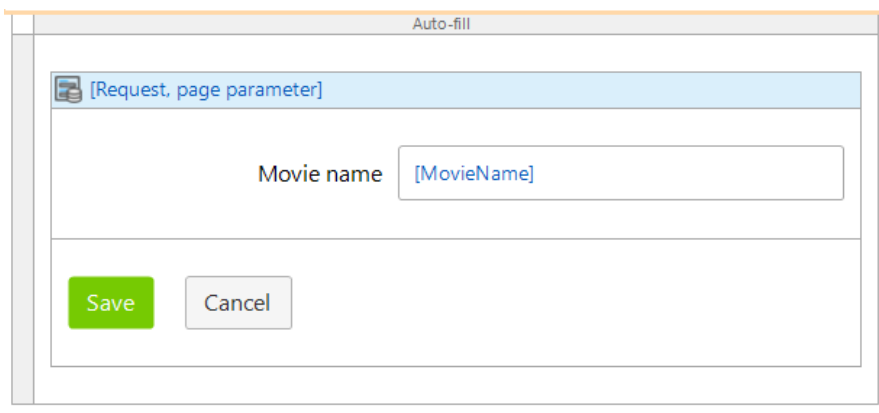 Auto-fill
[Request, page parameter]
Movie name [MovieName]
Save Cancel